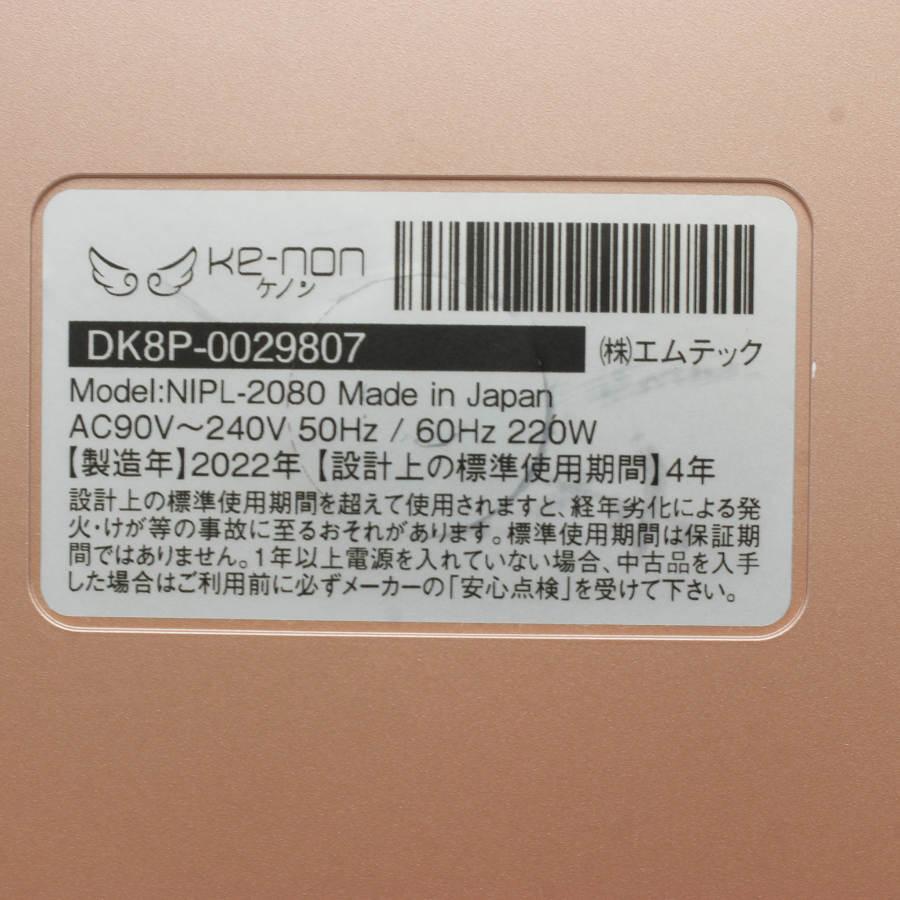 ke-non
ケノン
DK8P-0029807
(株)エムテック
Model:NIPL-2080 Made in Japan
AC90V～240V 50Hz / 60Hz 220W
【製造年】2022年【設計上の標準使用期間】4年
設計上の標準使用期間を超えて使用されますと、経年劣化による発
火・けが等の事故に至るおそれがあります。標準使用期間は保証期
間ではありません。1年以上電源を入れていない場合、中古品を入手
した場合はご利用前に必ずメーカーの「安心点検」を受けて下さい。